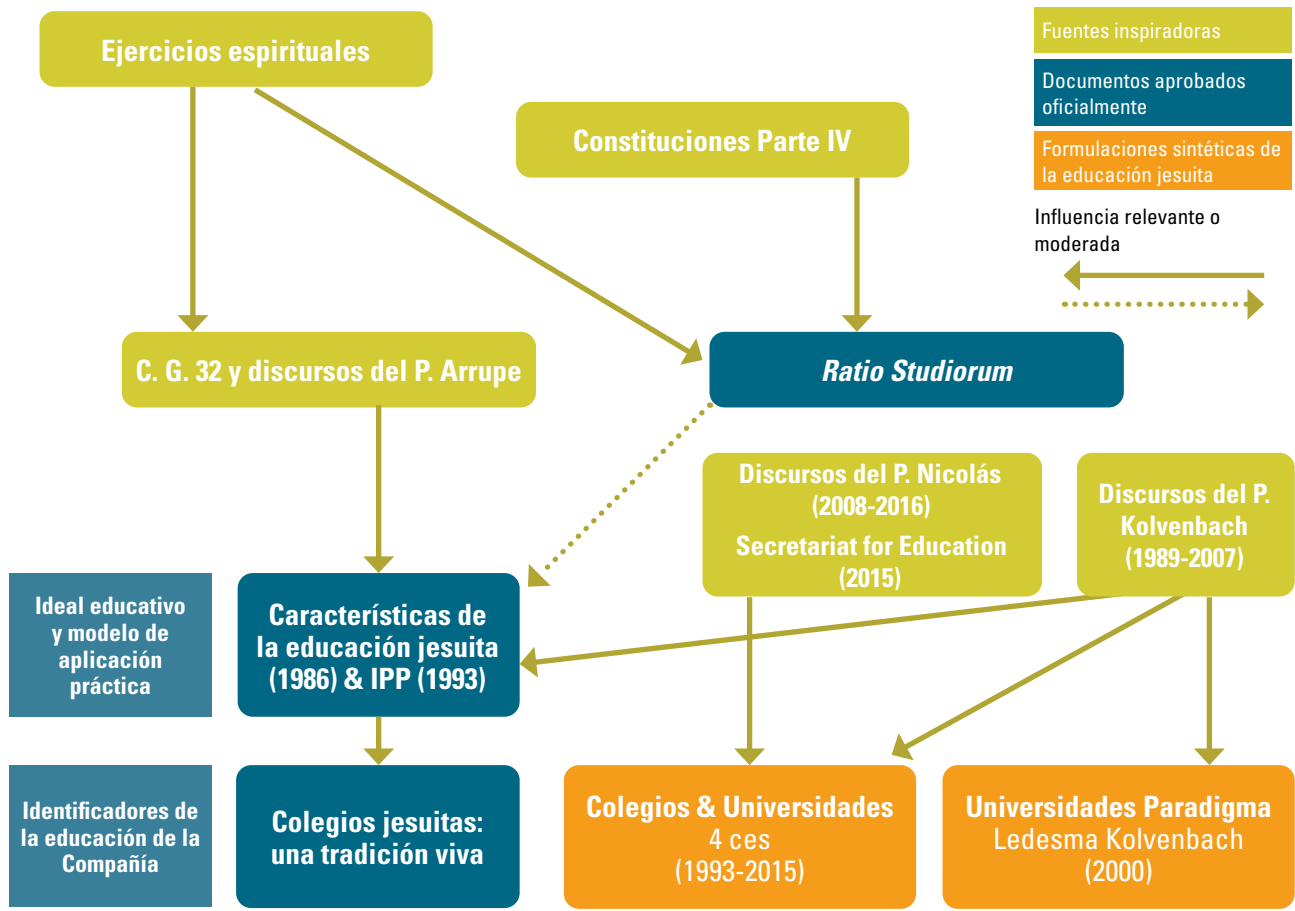 Ejercicios espirituales
Constituciones Parte IV
Fuentes inspiradoras
Documentos aprobados
oficialmente
Formulaciones sintéticas de
la educación jesuita
Influencia relevante o
moderada
C. G. 32 y discursos del P. Arrupe
Ratio Studiorum
Discursos del P. Nicolás
(2008-2016)
Secretariat for Education
(2015)
Discursos del P.
Kolvenbach
(1989-2007)
Ideal educativo
y modelo de
aplicación
práctica
Características de
la educación jesuita
(1986) & IPP (1993)
Identificadores de
la educación de la
Compañía
Colegios jesuitas:
una tradición viva
Colegios & Universidades
4 ces
(1993-2015)
Universidades Paradigma
Ledesma Kolvenbach
(2000)